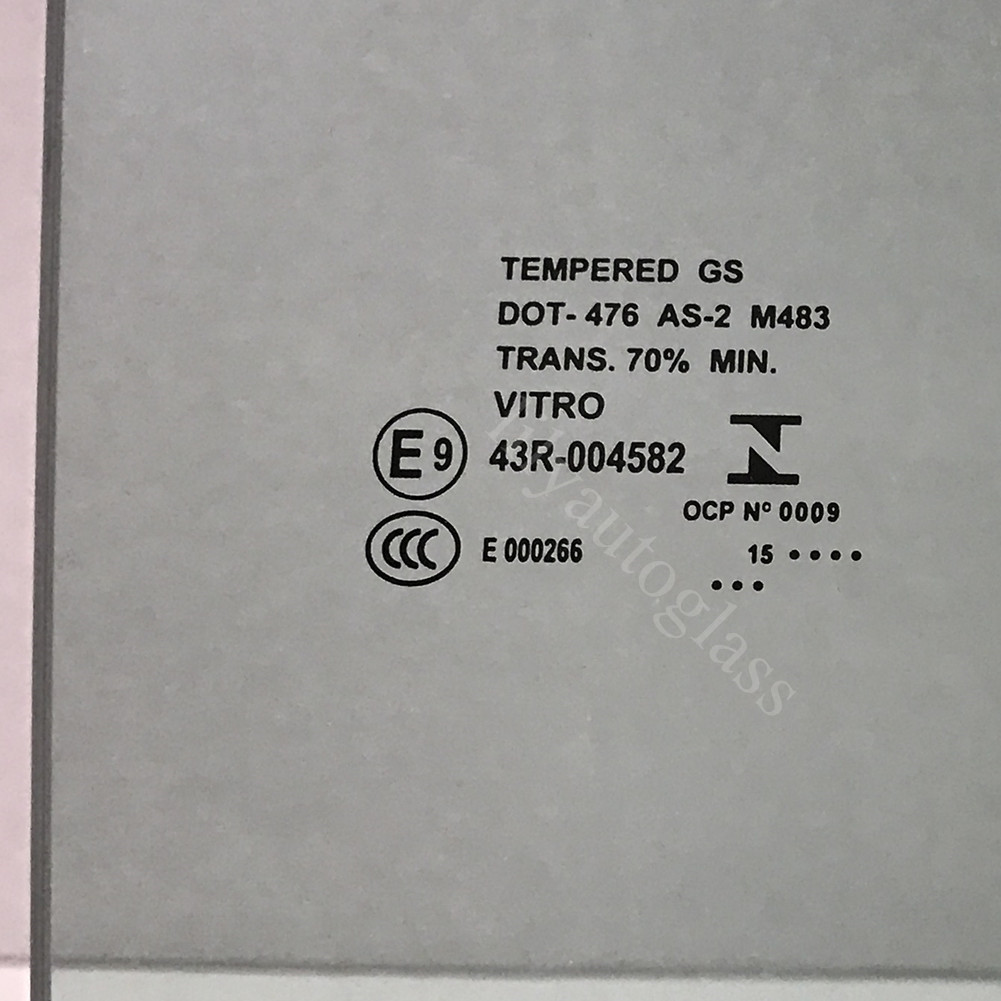 TEMPERED GS
DOT- 476 AS-2 M483
TRANS. 70% MIN.
VITRO
E9 43R-004582
OCP Nº 0009
CCC E 000266
15 ••••
•••